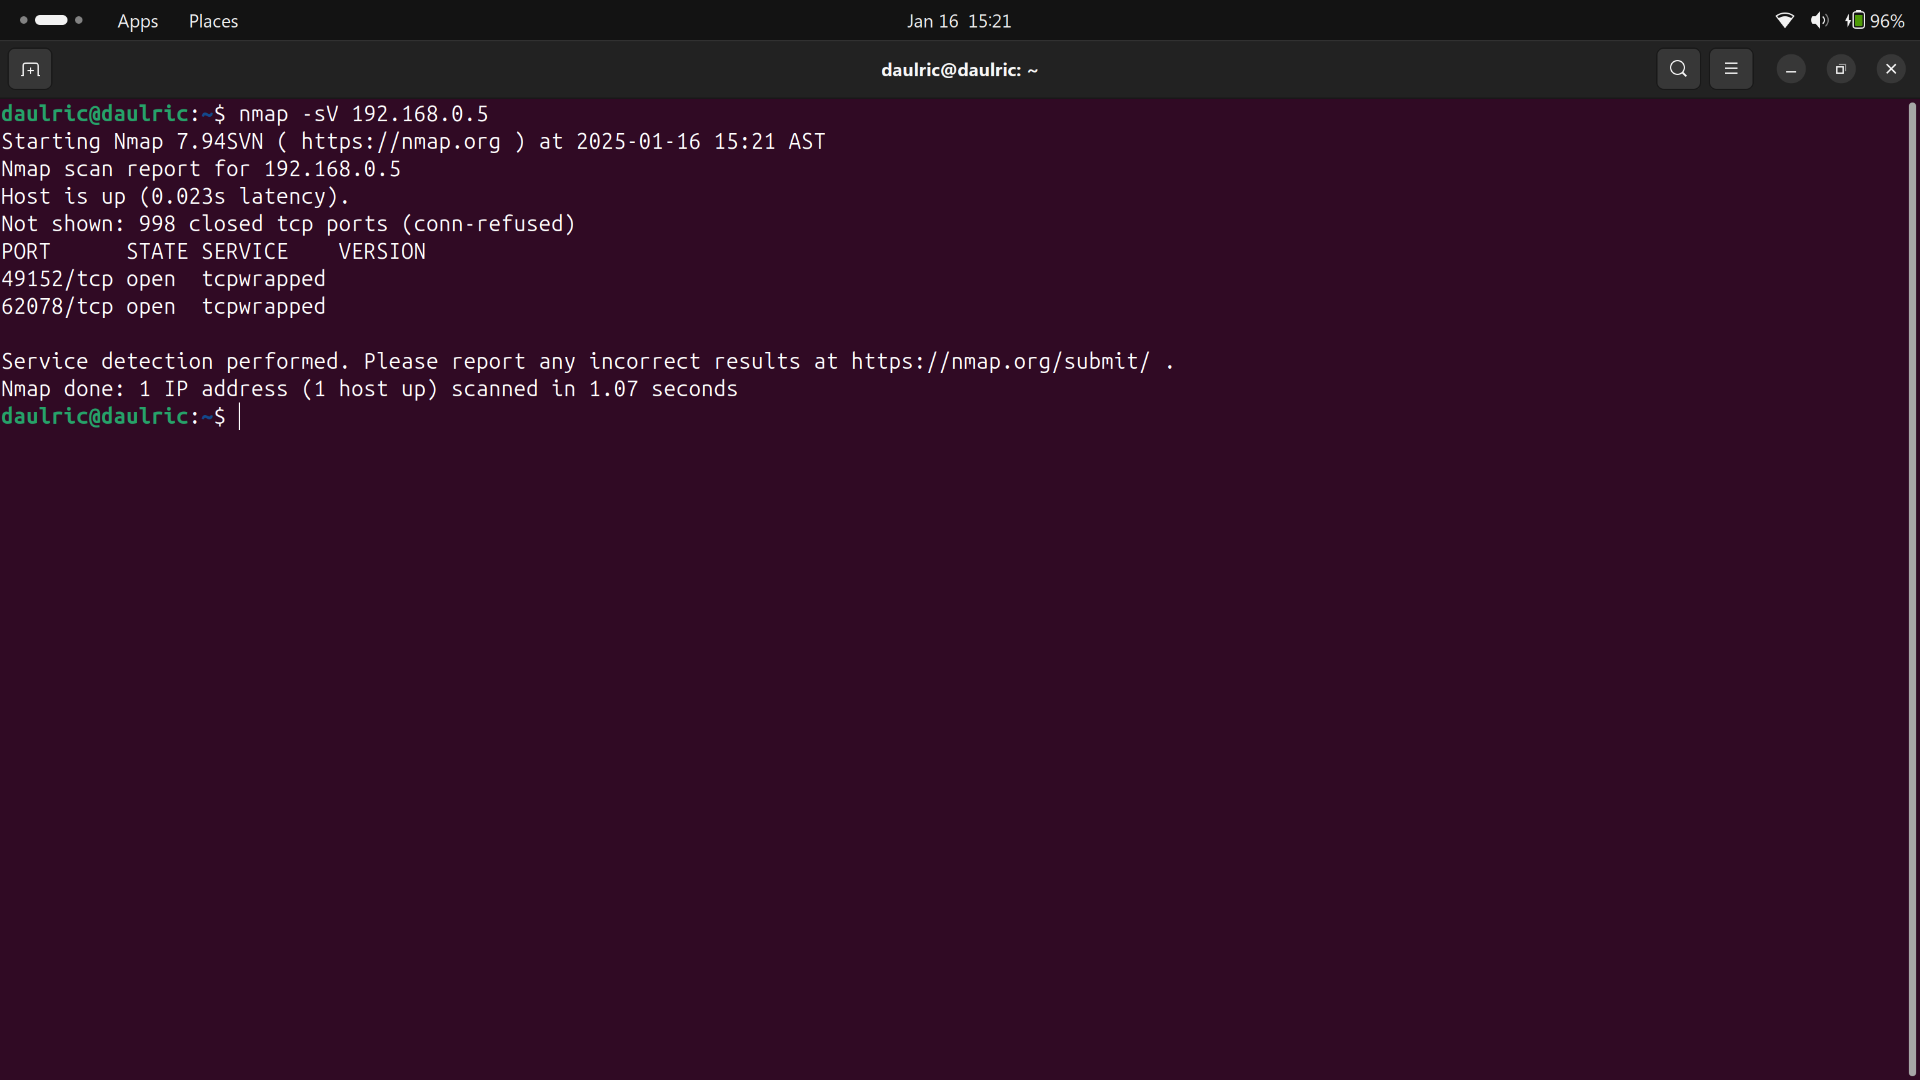 Apps Places Jan 16 15:21 96%
daulric@daulric: ~
daulric@daulric:~$ nmap -sV 192.168.0.5
Starting Nmap 7.94SVN ( https://nmap.org ) at 2025-01-16 15:21 AST
Nmap scan report for 192.168.0.5
Host is up (0.023s latency).
Not shown: 998 closed tcp ports (conn-refused)
PORT      STATE SERVICE    VERSION
49152/tcp open  tcpwrapped
62078/tcp open  tcpwrapped
Service detection performed. Please report any incorrect results at https://nmap.org/submit/ .
Nmap done: 1 IP address (1 host up) scanned in 1.07 seconds
daulric@daulric:~$